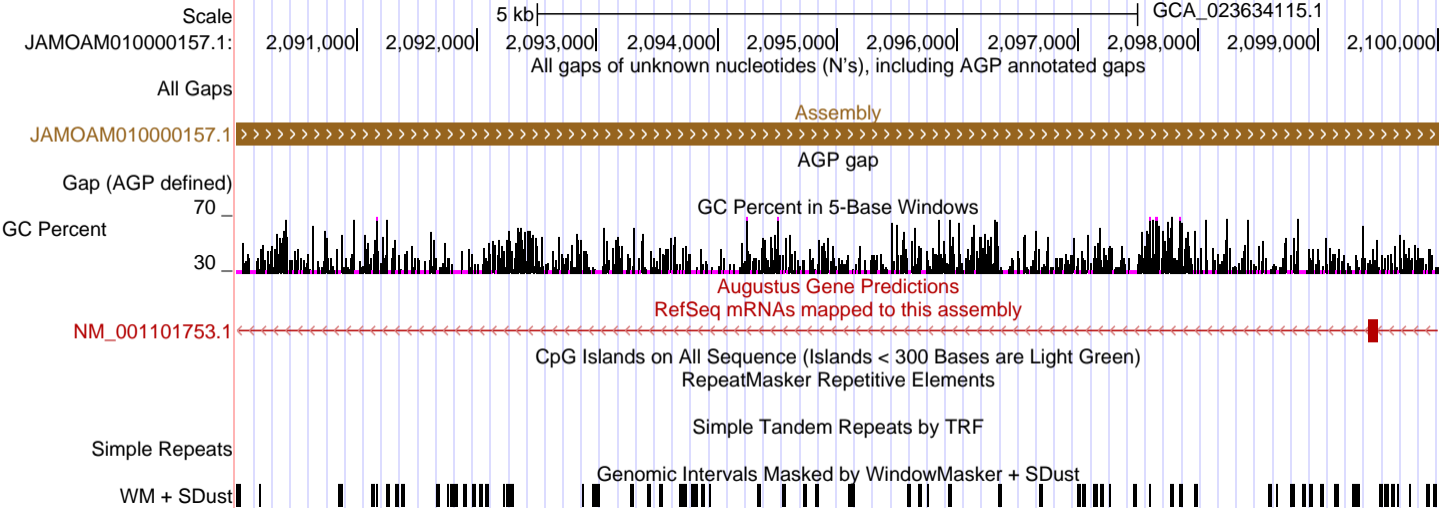 Scale 5 kb GCA_023634115.1
JAMOAM010000157.1: 2,091,000 2,092,000 2,093,000 2,094,000 2,095,000 2,096,000 2,097,000 2,098,000 2,099,000 2,100,000
All gaps of unknown nucleotides (N's), including AGP annotated gaps
All Gaps
Assembly
JAMOAM010000157.1
AGP gap
Gap (AGP defined)
70 _ GC Percent in 5-Base Windows
GC Percent
30 _
Augustus Gene Predictions
RefSeq mRNAs mapped to this assembly
NM_001101753.1
CpG Islands on All Sequence (Islands < 300 Bases are Light Green)
RepeatMasker Repetitive Elements
Simple Tandem Repeats by TRF
Simple Repeats
Genomic Intervals Masked by WindowMasker + SDust
WM + SDust